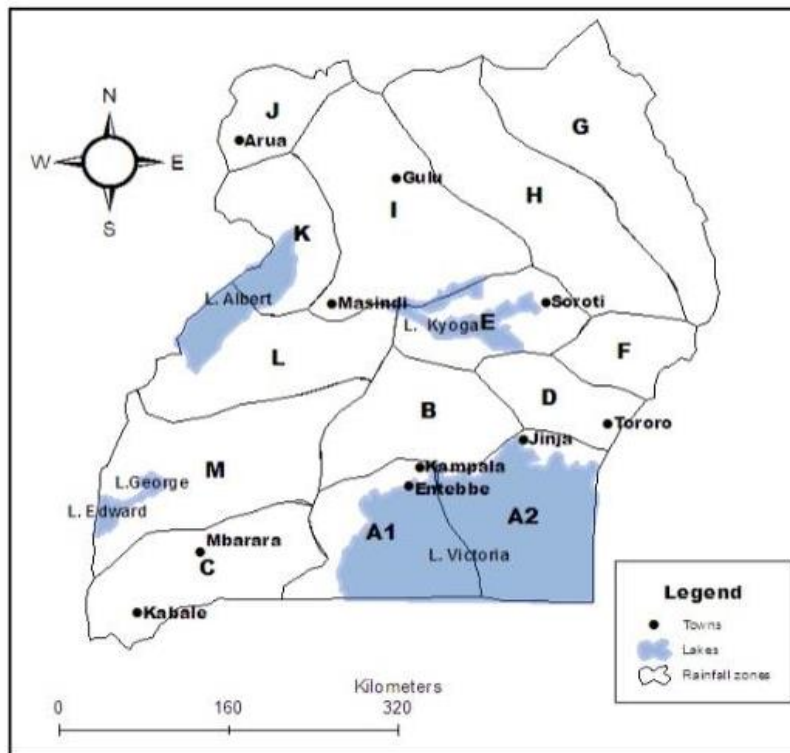 N
W E
S
J
Arua
G
Gulu
H
I
K
L. Albert
Masindi
Soroti
L. Kyoga
E
L
F
B
D
Tororo
Jinja
M
Kampala
L.George
Entebbe
L. Edward
A1
A2
Mbarara
L. Victoria
C
Kabale
Legend
Towns
Lakes
Rainfall zones
Kilometers
0 160 320